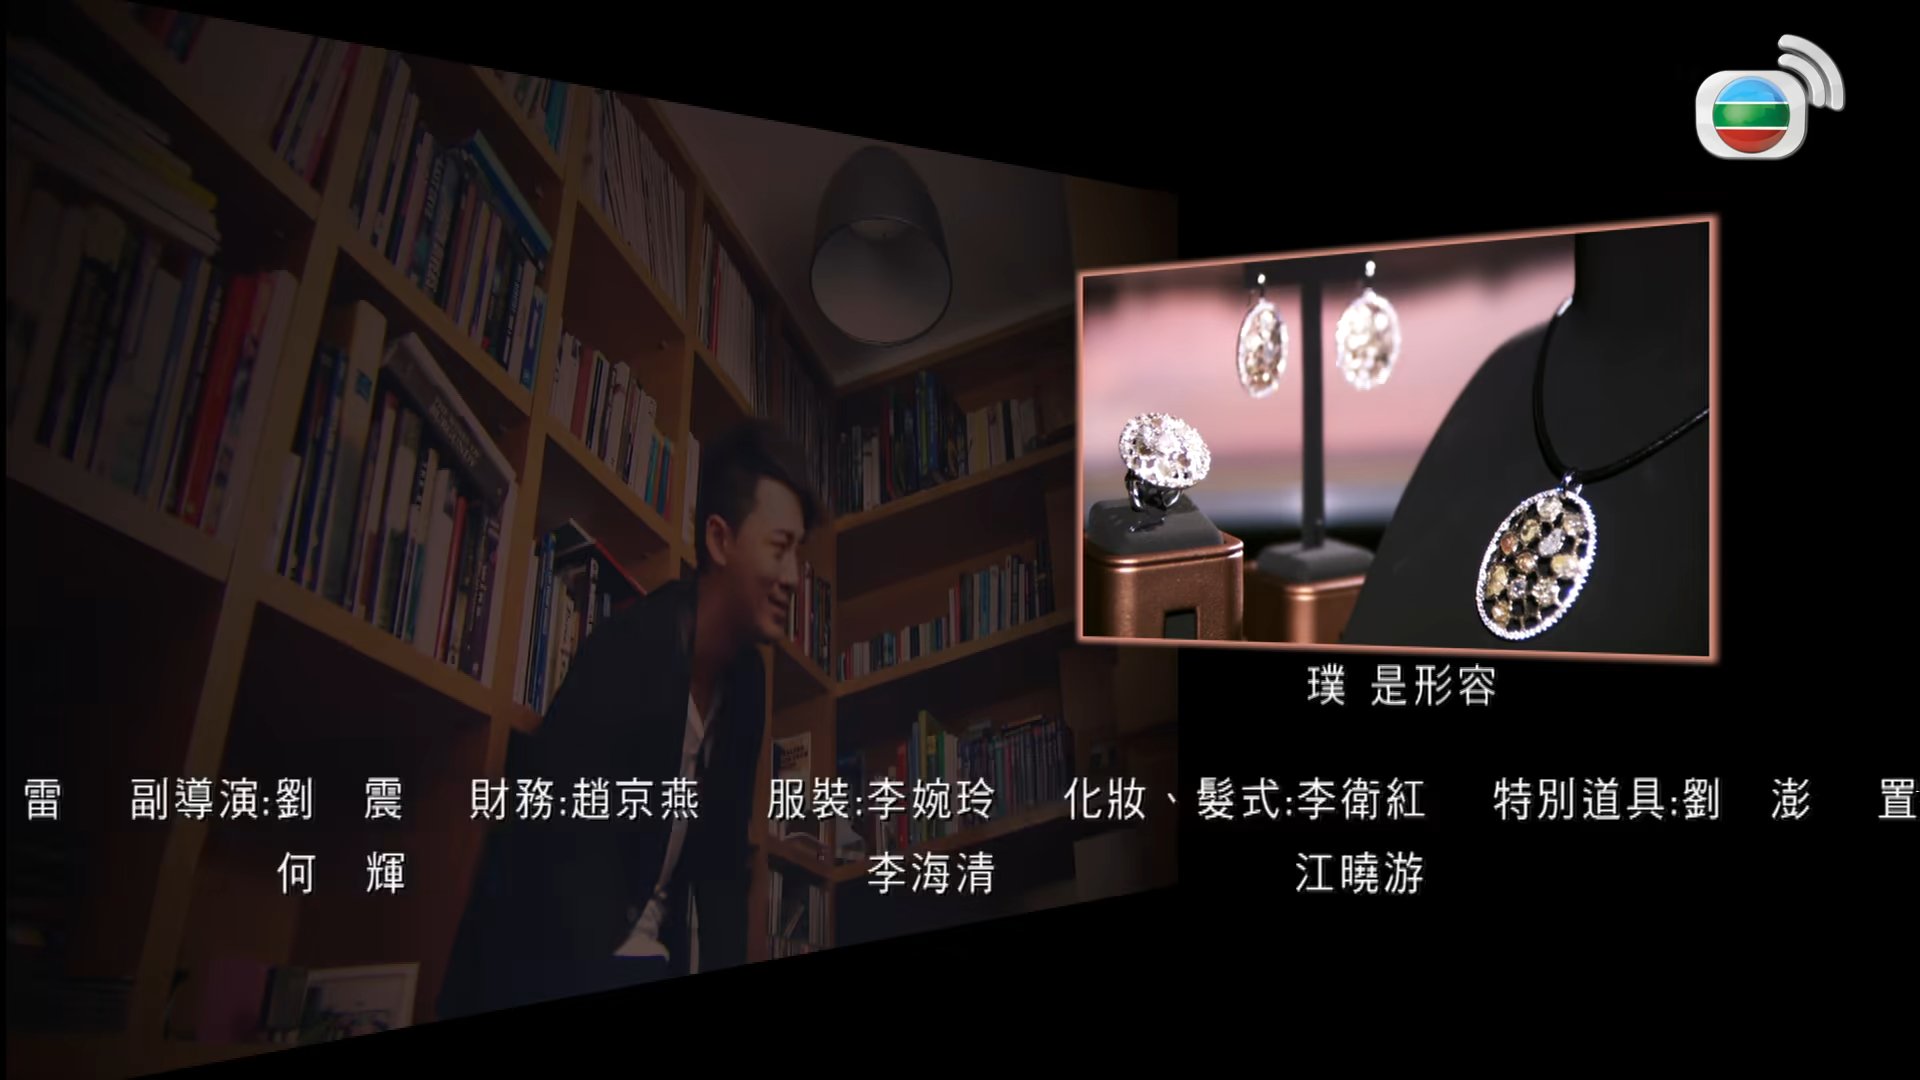 璞 是形容
雷 副導演:劉 震 財務:趙京燕 服裝:李婉玲 化妝、髮式:李衛紅 特別道具:劉 澎 置
何 輝 李海清 江曉游